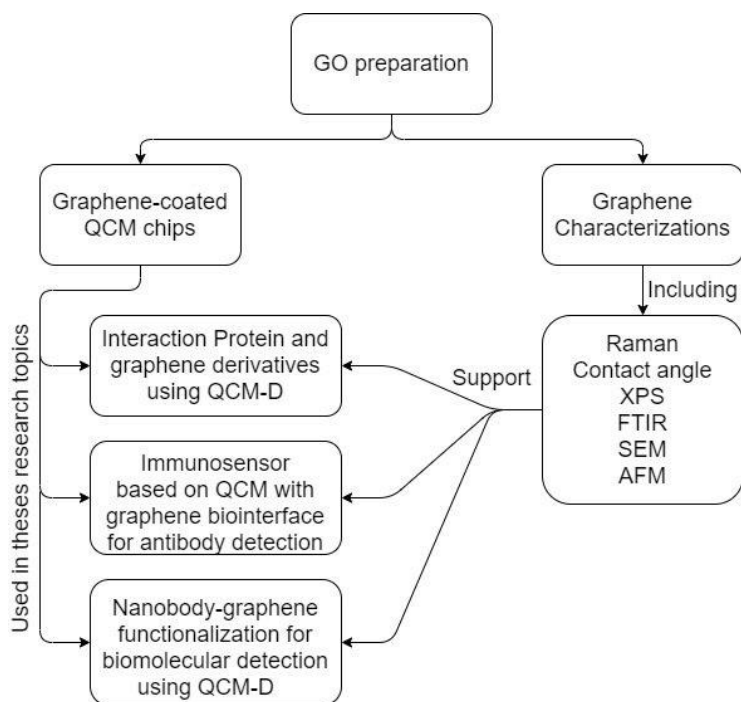 GO preparation
Graphene-coated
QCM chips
Graphene
Characterizations
Including
Raman
Contact angle
XPS
FTIR
SEM
AFM
Support
Used in theses research topics
Interaction Protein and
graphene derivatives
using QCM-D
Immunosensor
based on QCM with
graphene biointerface
for antibody detection
Nanobody-graphene
functionalization for
biomolecular detection
using QCM-D